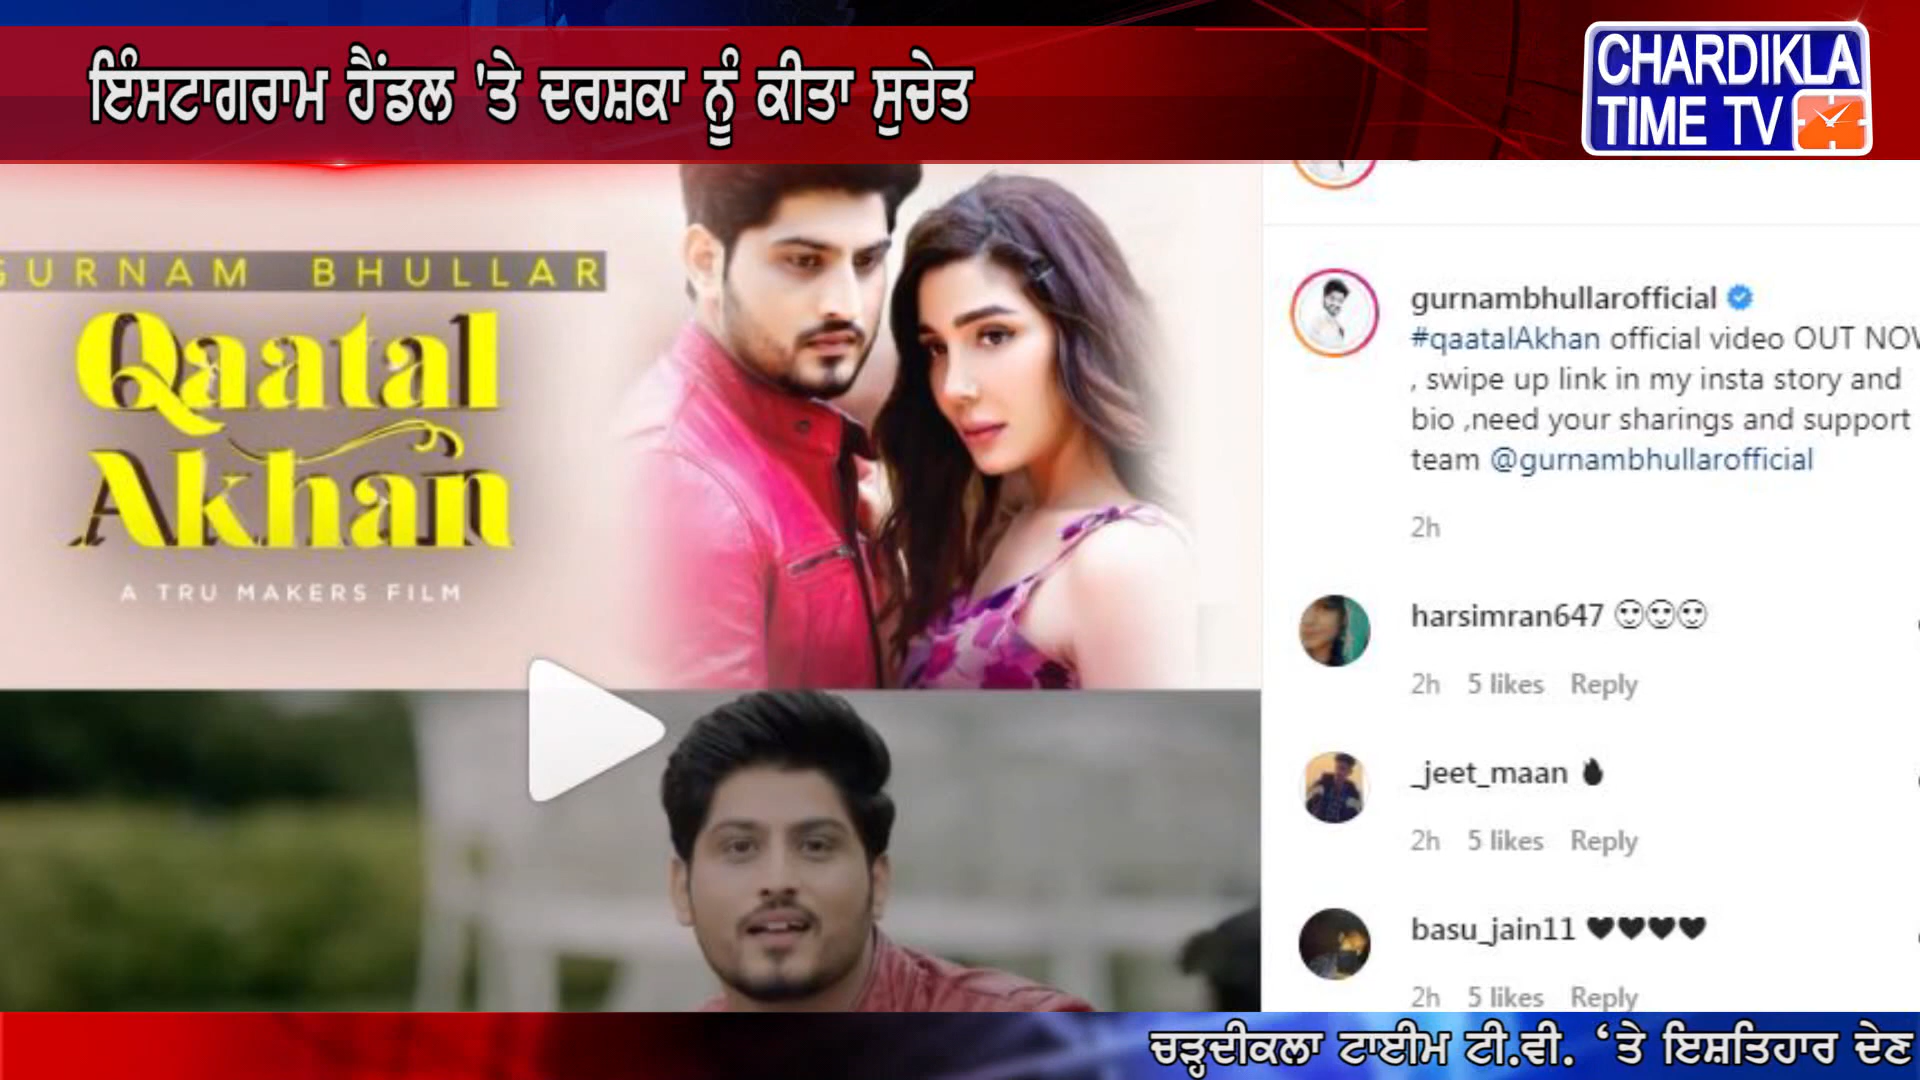 ਇੰਸਟਾਗਰਾਮ ਹੈਂਡਲ 'ਤੇ ਦਰਸ਼ਕਾ ਨੂੰ ਕੀਤਾ ਸੁਚੇਤ
CHARDIKLA
TIME TV
GURNAM BHULLAR
Qaatal
Akhan
A TRU MAKERS FILM
gurnambhullarofficial
#qaatalAkhan official video OUT NOW
, swipe up link in my insta story and
bio ,need your sharings and support
team @gurnambhullarofficial
2h
harsimran647 😍😍😍
2h 5 likes Reply
_jeet_maan 🔥
2h 5 likes Reply
basu_jain11 🖤🖤🖤🖤
2h 5 likes Reply
ਚੜ੍ਹਦੀਕਲਾ ਟਾਈਮ ਟੀ.ਵੀ. ‘ਤੇ ਇਸ਼ਤਿਹਾਰ ਦੇਣ